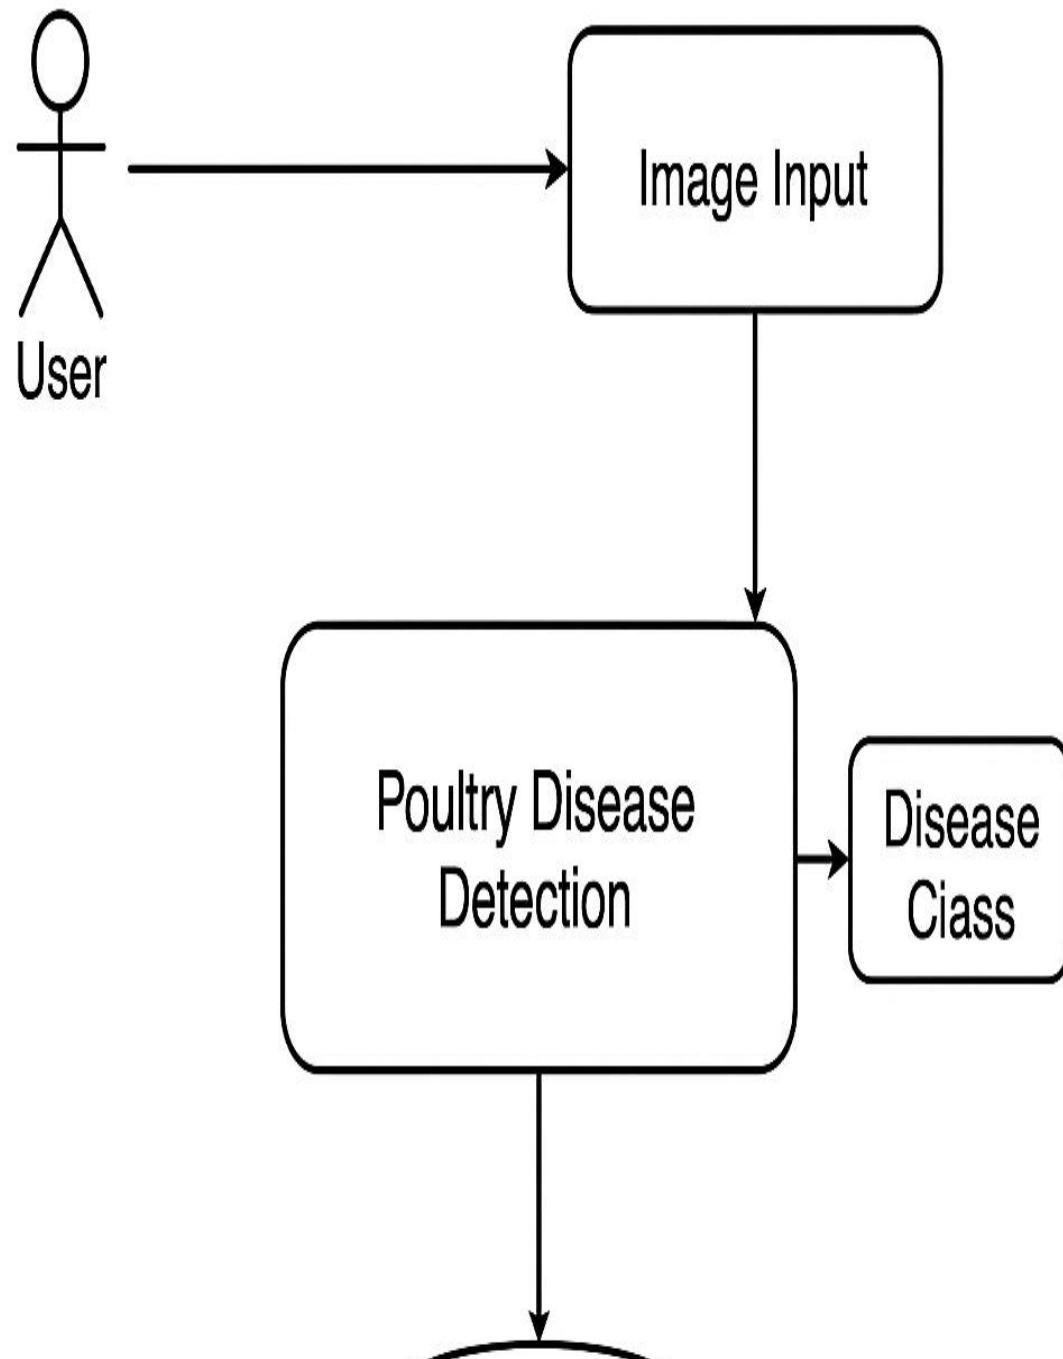 Image Input
User
Poultry Disease
Detection
Disease
Ciass